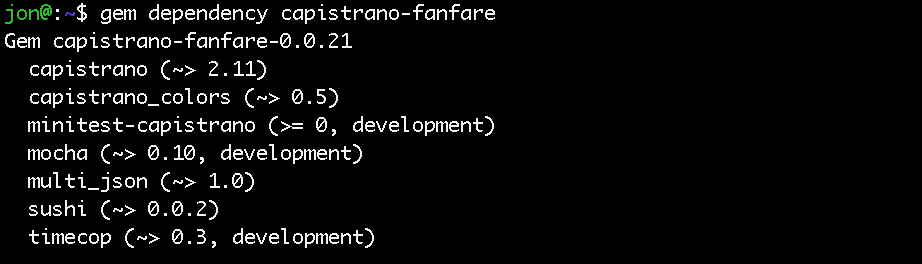 jon@:~$ gem dependency capistrano-fanfare
Gem capistrano-fanfare-0.0.21
  capistrano (~> 2.11)
  capistrano_colors (~> 0.5)
  minitest-capistrano (>= 0, development)
  mocha (~> 0.10, development)
  multi_json (~> 1.0)
  sushi (~> 0.0.2)
  timecop (~> 0.3, development)